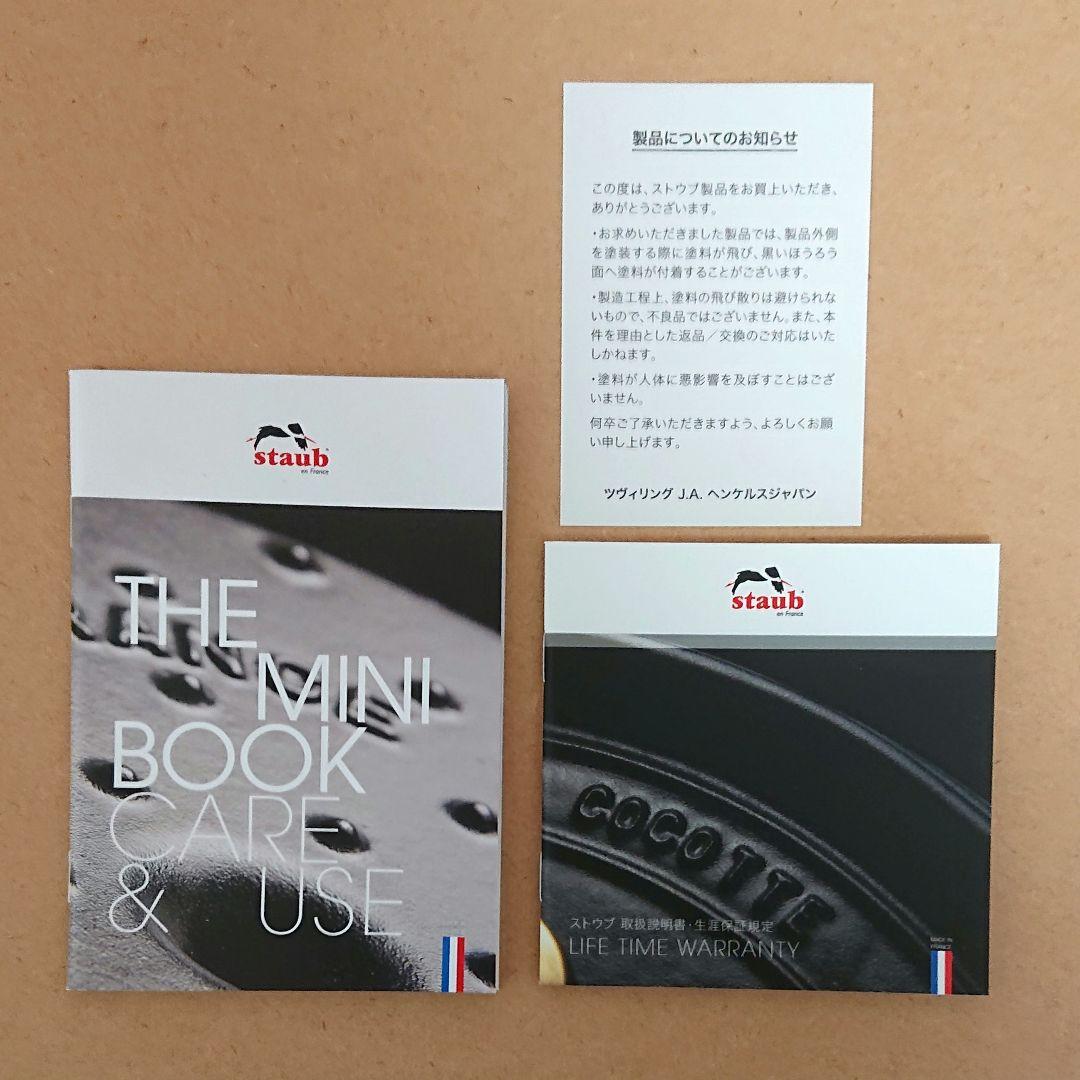 製品についてのお知らせ
この度は、ストウブ製品をお買上いただき、
ありがとうございます。
・お求めいただきました製品では、製品外側
を塗装する際に塗料が飛び、黒いほうろう
面へ塗料が付着することがございます。
・製造工程上、塗料の飛び散りは避けられな
いもので、不良品ではございません。また、本
件を理由とした返品／交換のご対応はいた
しかねます。
・塗料が人体に悪影響を及ぼすことはござ
いません。
何卒ご了承いただきますよう、よろしくお願
い申し上げます。
ツヴィリング J.A. ヘンケルスジャパン
staub
en France
THE
MINI
BOOK
CARE
& USE
staub
en France
COCOTTE
ストウブ 取扱説明書・生涯保証規定
LIFE TIME WARRANTY
MADE IN
FRANCE